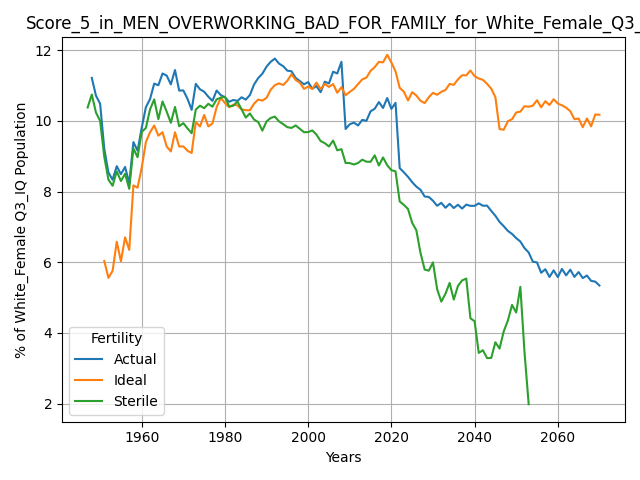 Score_5_in_MEN_OVERWORKING_BAD_FOR_FAMILY_for_White_Female_Q3_
12
10
8
6
4
2
% of White_Female Q3_IQ Population
Fertility
Actual
Ideal
Sterile
1960 1980 2000 2020 2040 2060
Years